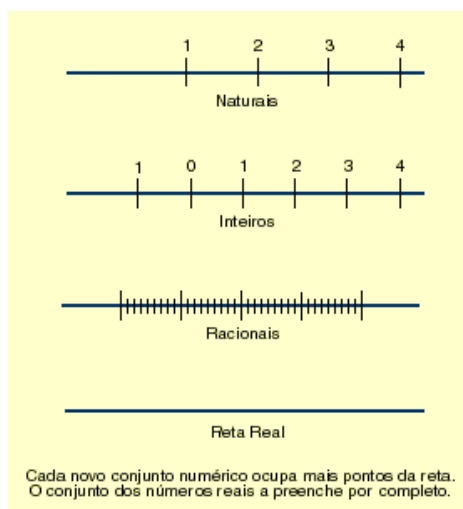 1 2 3 4
Naturais
1 0 1 2 3 4
Inteiros
Racionais
Reta Real
Cada novo conjunto numérico ocupa mais pontos da reta.
O conjunto dos números reais a preenche por completo.